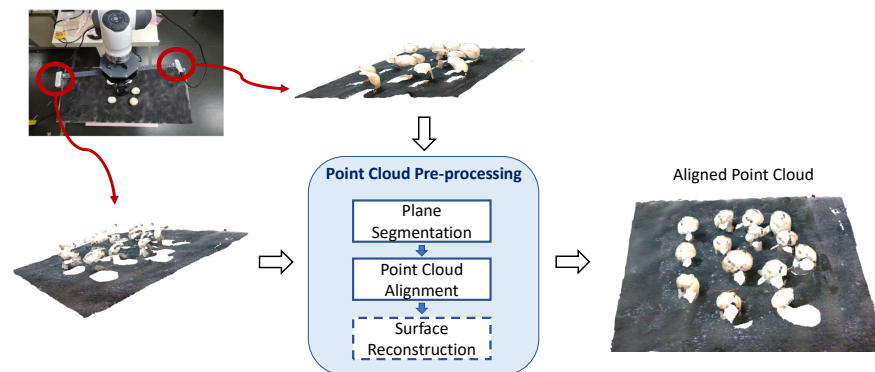 Point Cloud Pre-processing
Plane
Segmentation
Point Cloud
Alignment
Surface
Reconstruction
Aligned Point Cloud